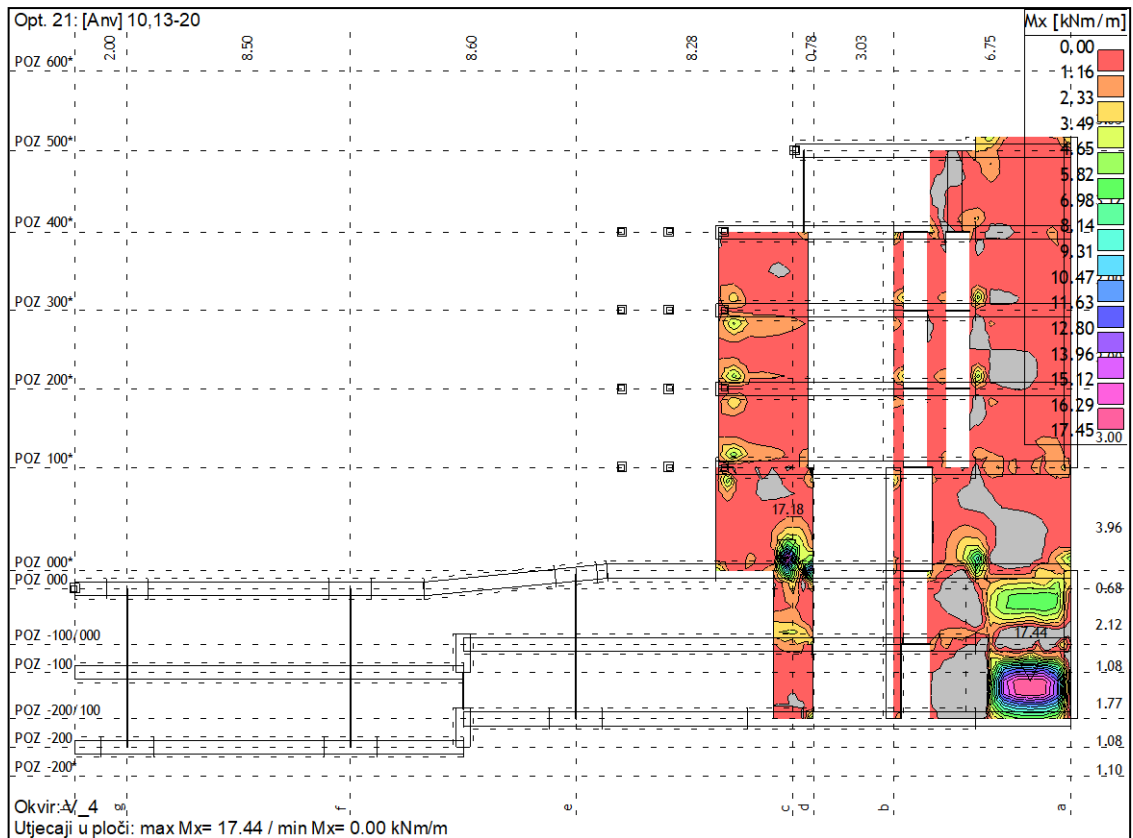 Opt. 21: [Anv] 10,13-20
Mx [kNm/m]
2.00
8.50
8.60
8.28
0.78
3.03
6.75
0,00
1.16
2.33
3.49
4.65
5.82
6.98
8.14
9.31
10.47
11.63
12.80
13.96
15.12
16.29
17.45
POZ 600*
POZ 500*
POZ 400*
POZ 300*
POZ 200*
POZ 100*
3.00
17.18
3.96
POZ 000*
POZ 000
0.68
17.44
2.12
POZ -100/000
POZ -100
1.08
1.77
POZ -200/100
POZ -200
1.08
POZ -200*
1.10
g
f
e
c
d
b
a
Okvir: V_4
Utjecaji u ploči: max Mx= 17.44 / min Mx= 0.00 kNm/m